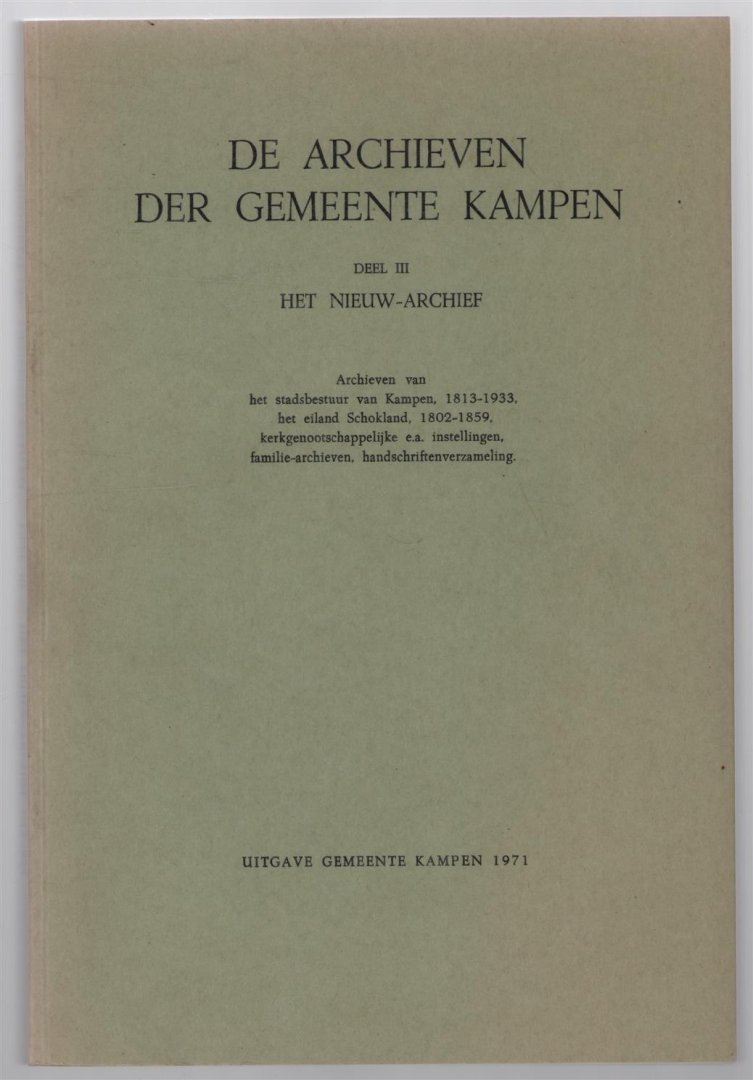 DE ARCHIEVEN
DER GEMEENTE KAMPEN
DEEL III
HET NIEUW-ARCHIEF
Archieven van
het stadsbestuur van Kampen, 1813-1933,
het eiland Schokland, 1802-1859,
kerkgenootschappelijke e.a. instellingen,
familie-archieven, handschriftenverzameling.
UITGAVE GEMEENTE KAMPEN 1971